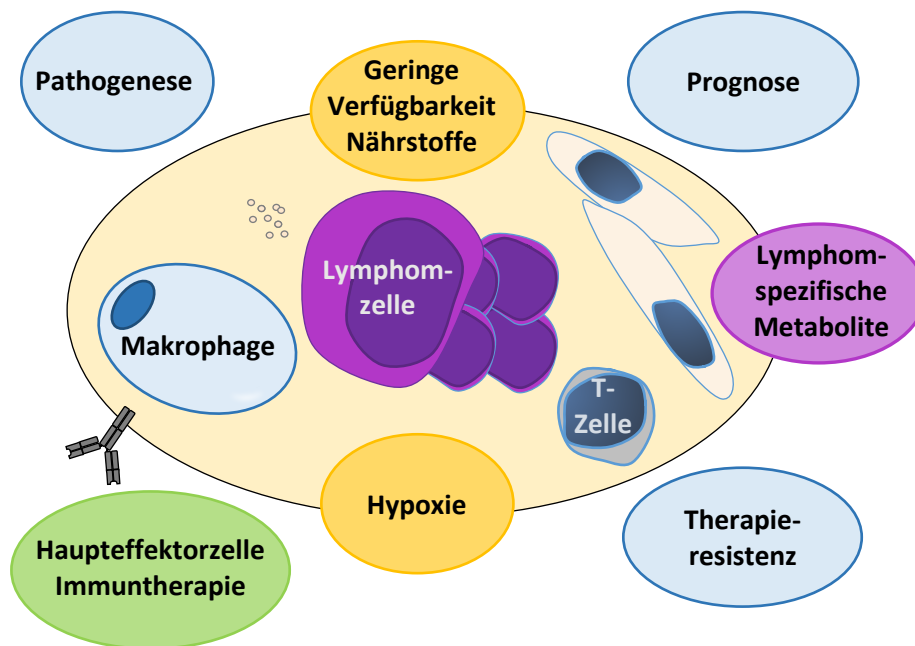 Pathogenese
Geringe
Verfügbarkeit
Nährstoffe
Prognose
Lymphom-
zelle
Lymphom-
spezifische
Metabolite
Makrophage
T-
Zelle
Hypoxie
Haupteffektorzelle
Immuntherapie
Therapie-
resistenz